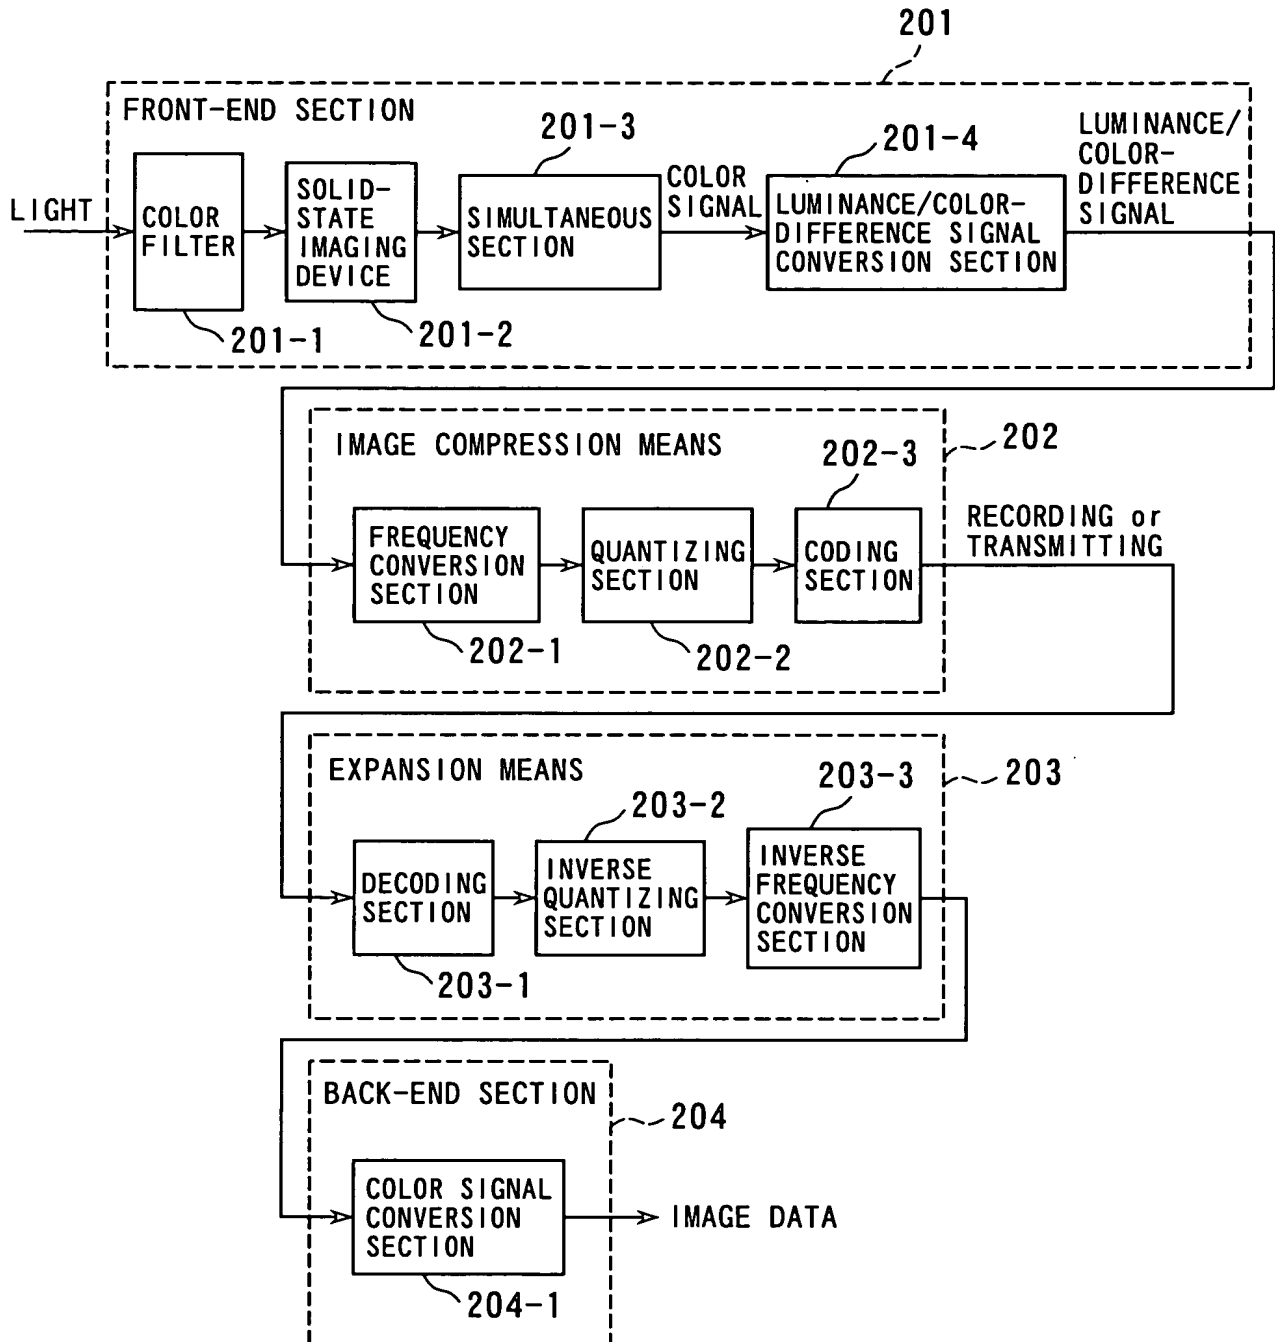 201
FRONT-END SECTION
201-3
201-4
LUMINANCE/
COLOR-
DIFFERENCE
SIGNAL
LIGHT
COLOR
FILTER
SOLID-
STATE
IMAGING
DEVICE
SIMULTANEOUS
SECTION
COLOR
SIGNAL
LUMINANCE/COLOR-
DIFFERENCE SIGNAL
CONVERSION SECTION
201-1
201-2
IMAGE COMPRESSION MEANS
202-3
202
FREQUENCY
CONVERSION
SECTION
QUANTIZING
SECTION
CODING
SECTION
RECORDING or
TRANSMITTING
202-1
202-2
EXPANSION MEANS
203-2
203-3
203
DECODING
SECTION
INVERSE
QUANTIZING
SECTION
INVERSE
FREQUENCY
CONVERSION
SECTION
203-1
BACK-END SECTION
204
COLOR SIGNAL
CONVERSION
SECTION
IMAGE DATA
204-1